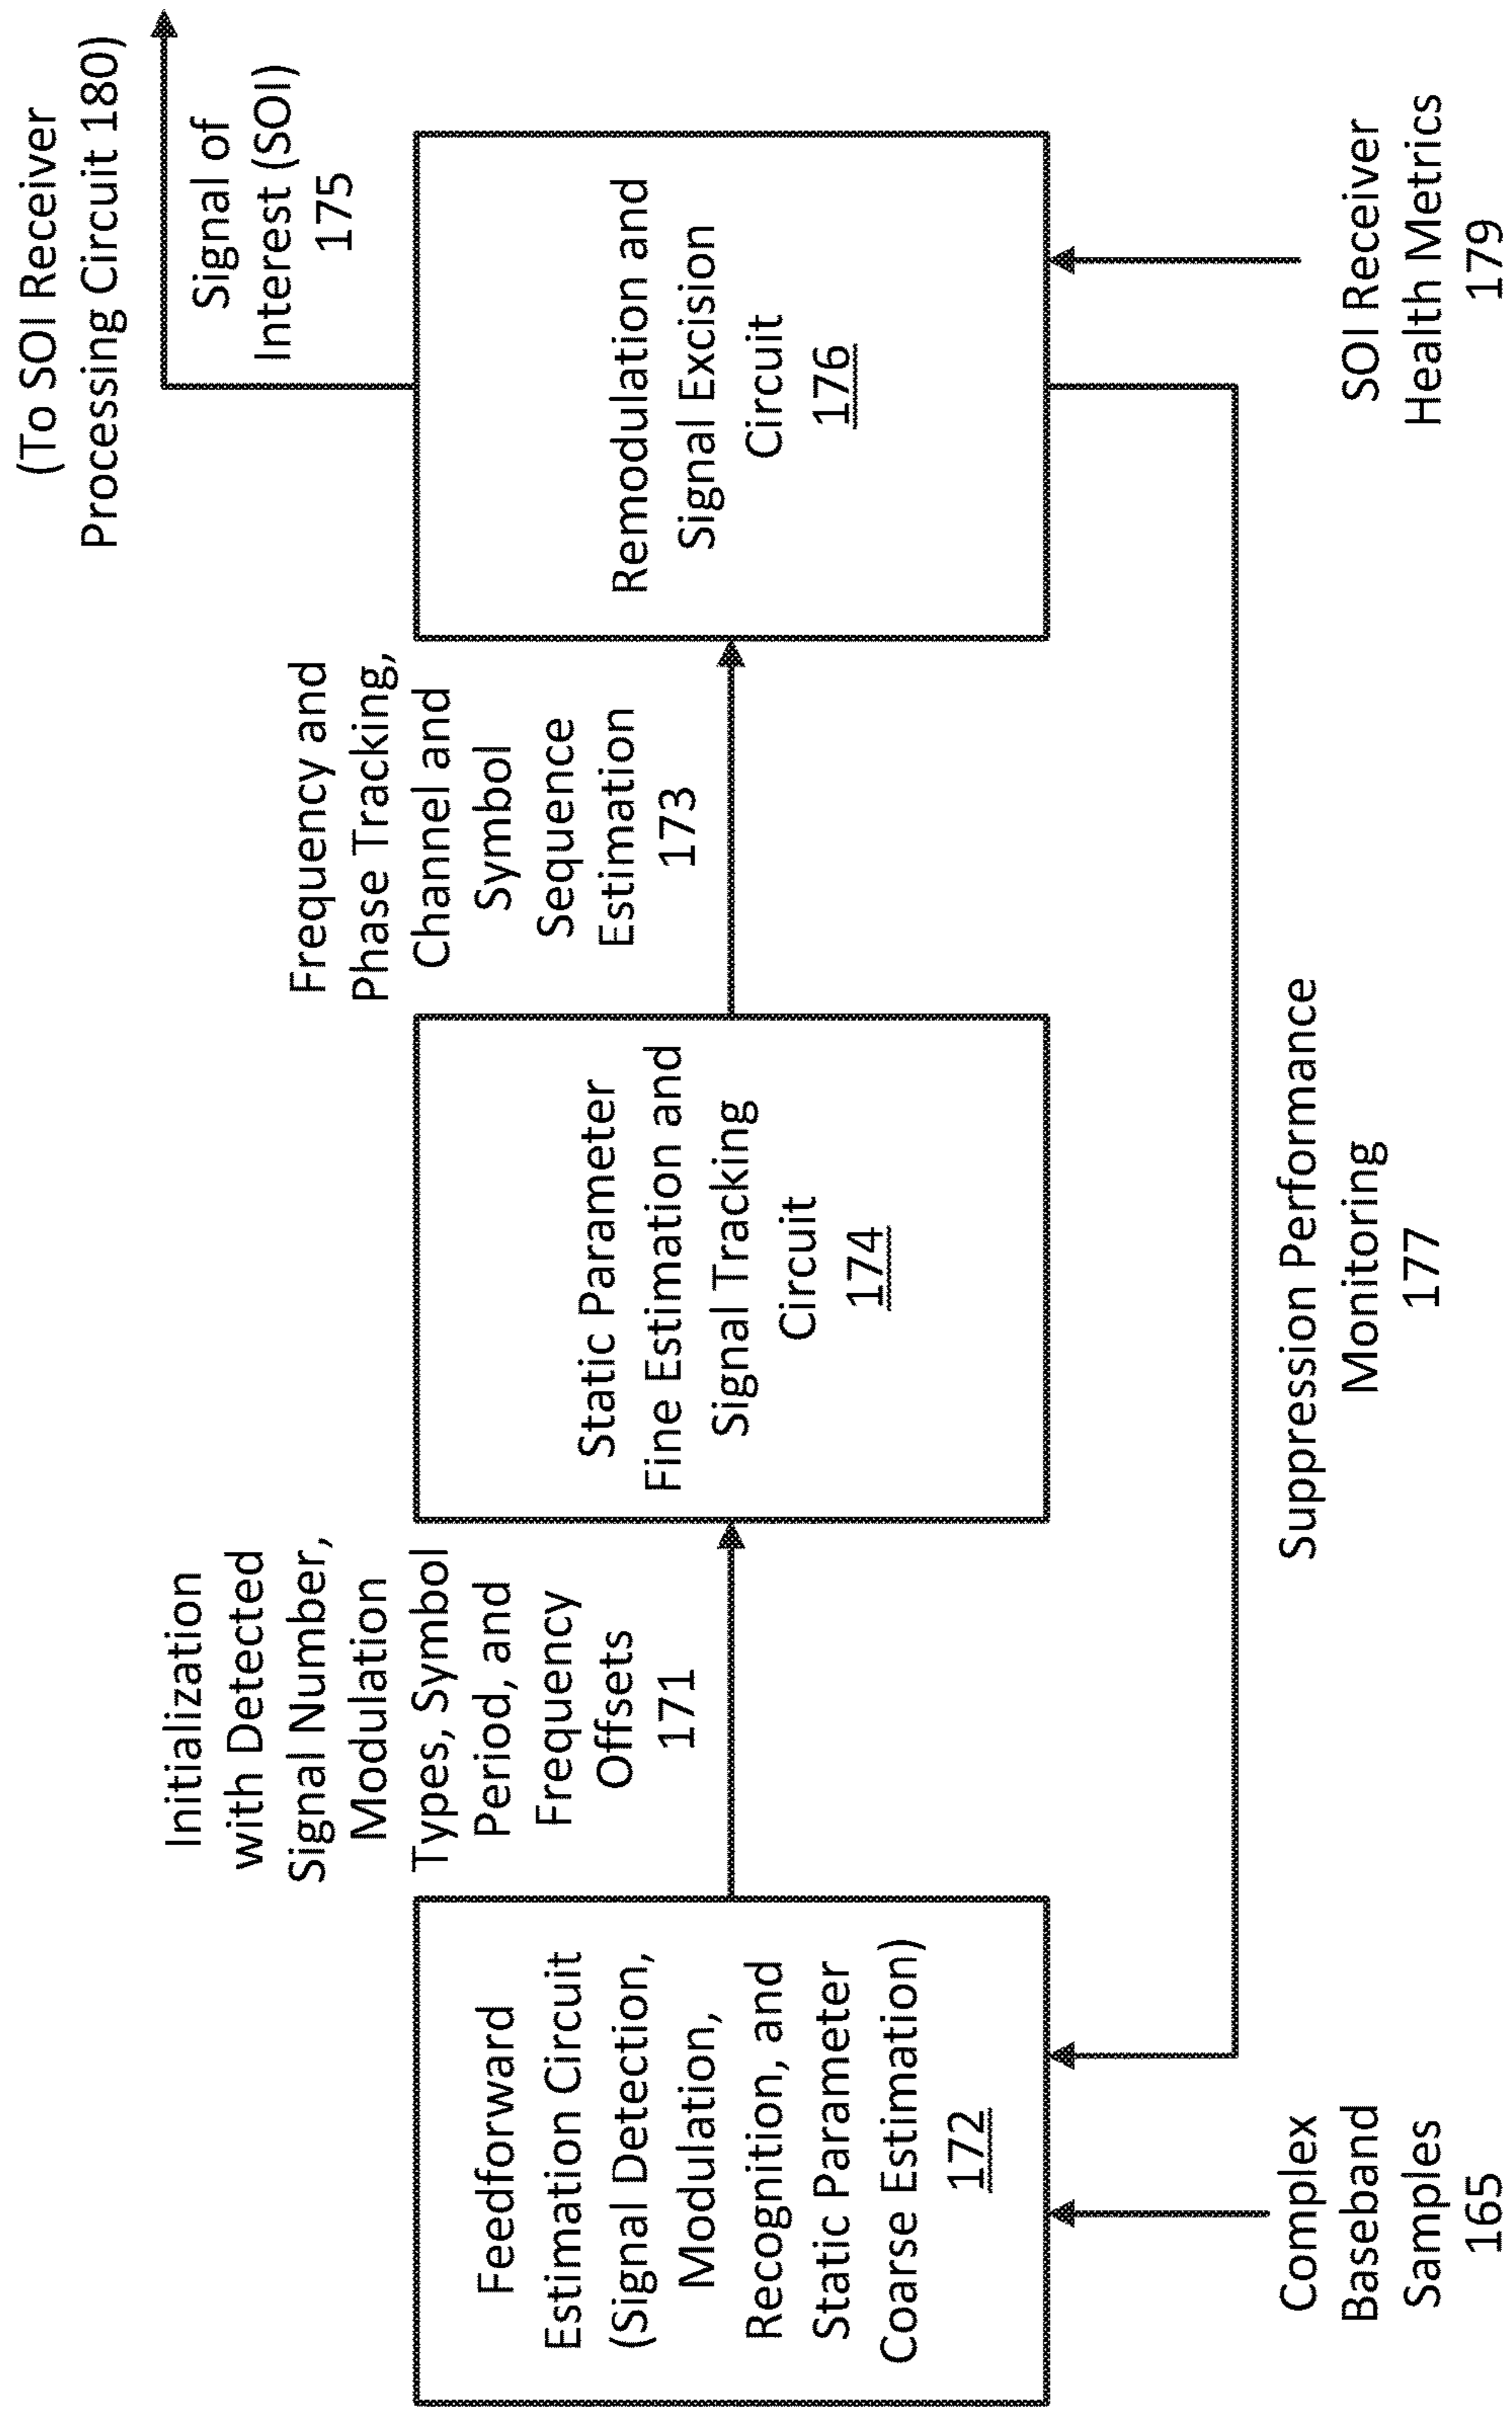 Initialization
with Detected
Signal Number,
Modulation
Types, Symbol
Period, and
Frequency
Offsets
171
Frequency and
Phase Tracking,
Channel and
Symbol
Sequence
Estimation
173
(To SOI Receiver
Processing Circuit 180)
Signal of
Interest (SOI)
175
Feedforward
Estimation Circuit
(Signal Detection,
Modulation,
Recognition, and
Static Parameter
Coarse Estimation)
172
Static Parameter
Fine Estimation and
Signal Tracking
Circuit
174
Remodulation and
Signal Excision
Circuit
176
Complex
Baseband
Samples
165
Suppression Performance
Monitoring
177
SOI Receiver
Health Metrics
179